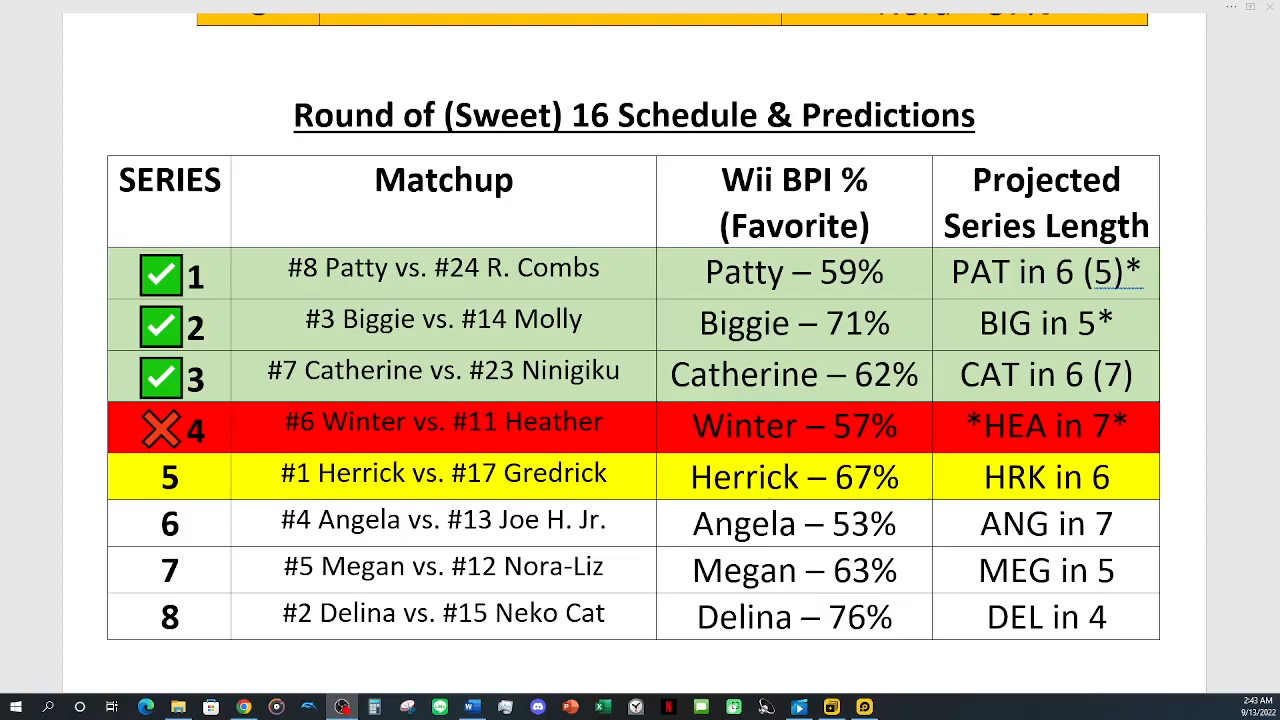 Round of (Sweet) 16 Schedule & Predictions
SERIES Matchup Wii BPI % Projected
(Favorite) Series Length
1 #8 Patty vs. #24 R. Combs Patty – 59% PAT in 6 (5)*
2 #3 Biggie vs. #14 Molly Biggie – 71% BIG in 5*
3 #7 Catherine vs. #23 Ninigiku Catherine – 62% CAT in 6 (7)
4 #6 Winter vs. #11 Heather Winter – 57% *HEA in 7*
5 #1 Herrick vs. #17 Gredrick Herrick – 67% HRK in 6
6 #4 Angela vs. #13 Joe H. Jr. Angela – 53% ANG in 7
7 #5 Megan vs. #12 Nora-Liz Megan – 63% MEG in 5
8 #2 Delina vs. #15 Neko Cat Delina – 76% DEL in 4
2:43 AM
9/13/2022